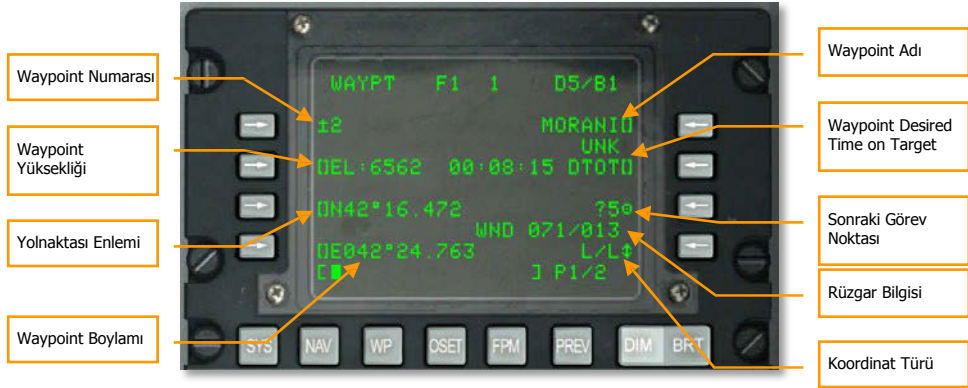 Waypoint Numarası
Waypoint
Yüksekliği
Yolnaktası Enlemi
Waypoint Boylamı
WAYPT F1 1 D5/B1
±2 MORANI▯
UNK
▯EL:6562 00:08:15 DTOT▯
▯N42°16.472 ?5⊙
WND 071/013
▯E042°24.763 L/L↕
[█ ] P1/2
SYS NAV WP OSET FPM PREV DIM BRT
Waypoint Adı
Waypoint Desired
Time on Target
Sonraki Görev
Noktası
Rüzgar Bilgisi
Koordinat Türü